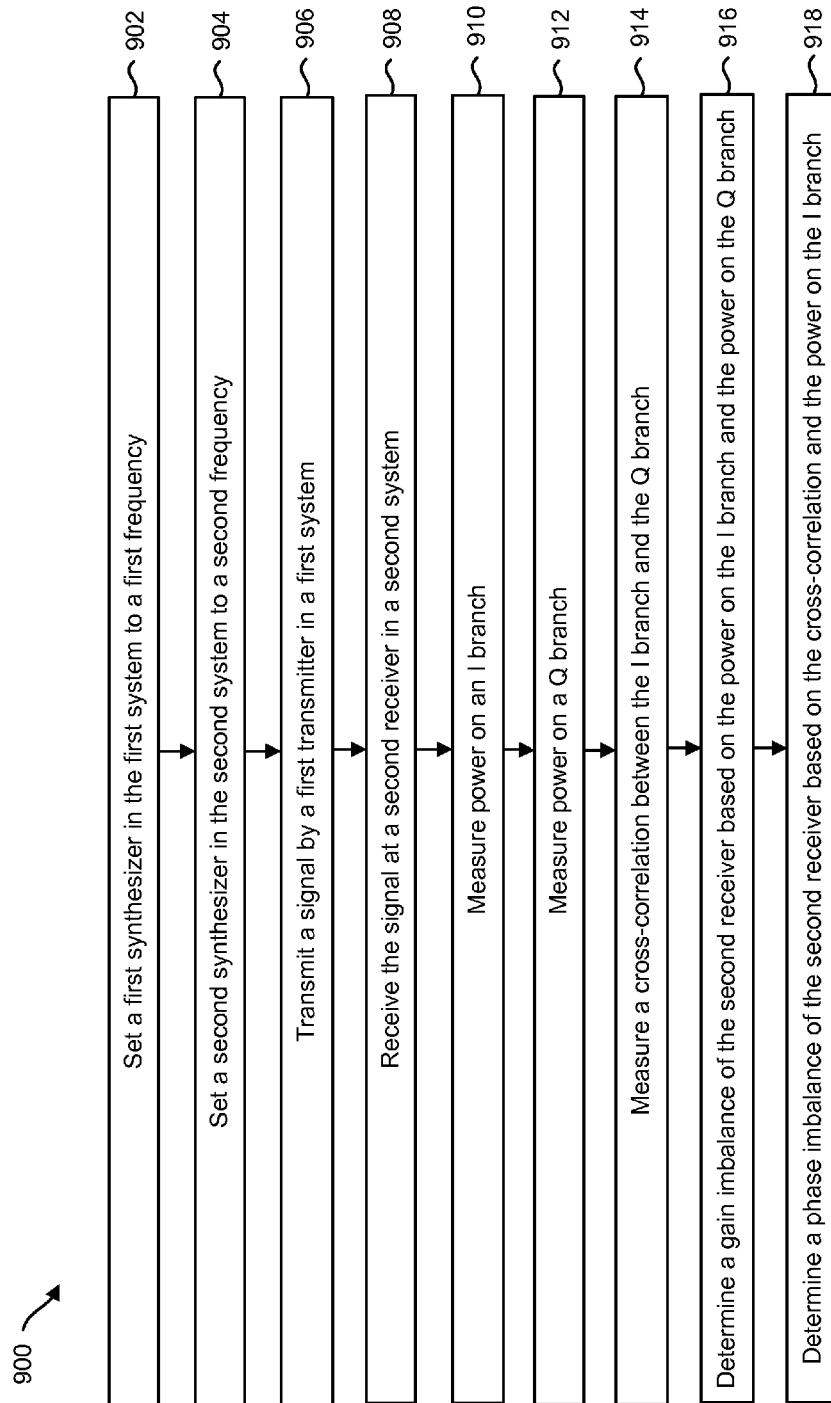 900
Set a first synthesizer in the first system to a first frequency
902
Set a second synthesizer in the second system to a second frequency
904
Transmit a signal by a first transmitter in a first system
906
Receive the signal at a second receiver in a second system
908
Measure power on an I branch
910
Measure power on a Q branch
912
Measure a cross-correlation between the I branch and the Q branch
914
Determine a gain imbalance of the second receiver based on the power on the I branch and the power on the Q branch
916
Determine a phase imbalance of the second receiver based on the cross-correlation and the power on the I branch
918